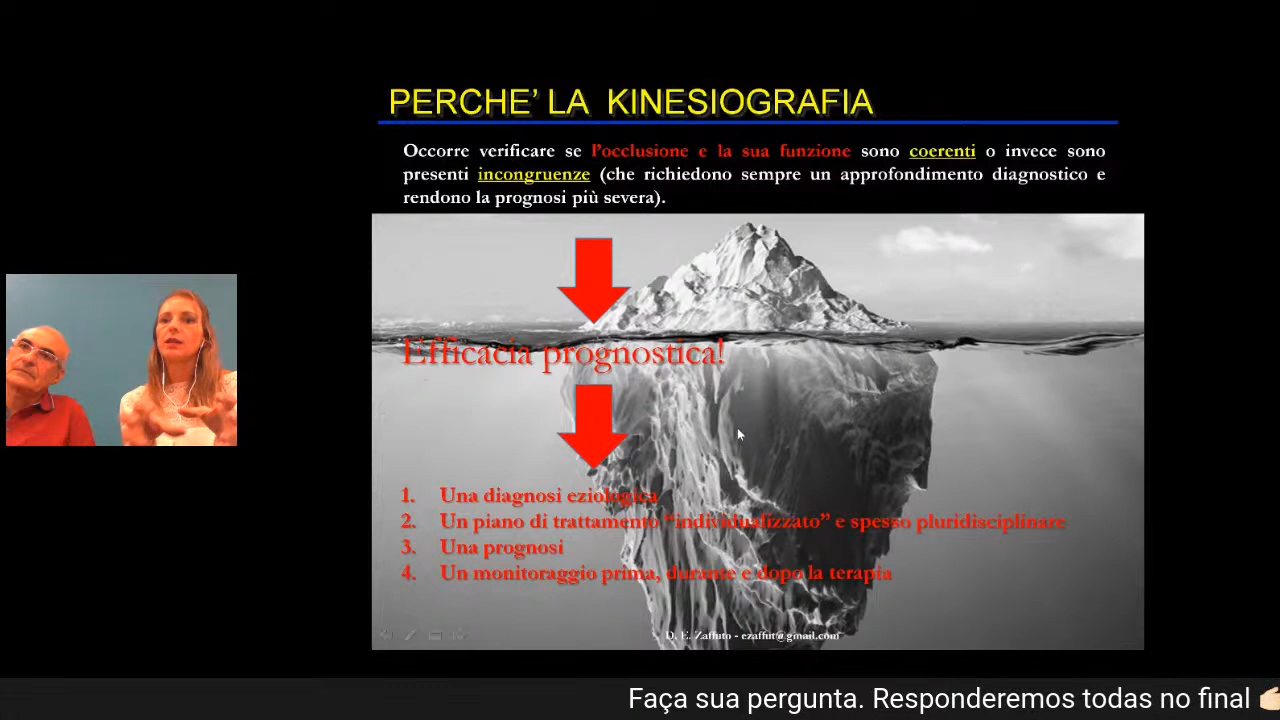 PERCHE’ LA KINESIOGRAFIA
Occorre verificare se l’occlusione e la sua funzione sono coerenti o invece sono
presenti incongruenze (che richiedono sempre un approfondimento diagnostico e
rendono la prognosi più severa).
Efficacia prognostica!
1. Una diagnosi eziologica
2. Un piano di trattamento “individualizzato” e spesso pluridisciplinare
3. Una prognosi
4. Un monitoraggio prima, durante e dopo la terapia
D. E. Zaffuto - ezaffut@gmail.com
Faça sua pergunta. Responderemos todas no final